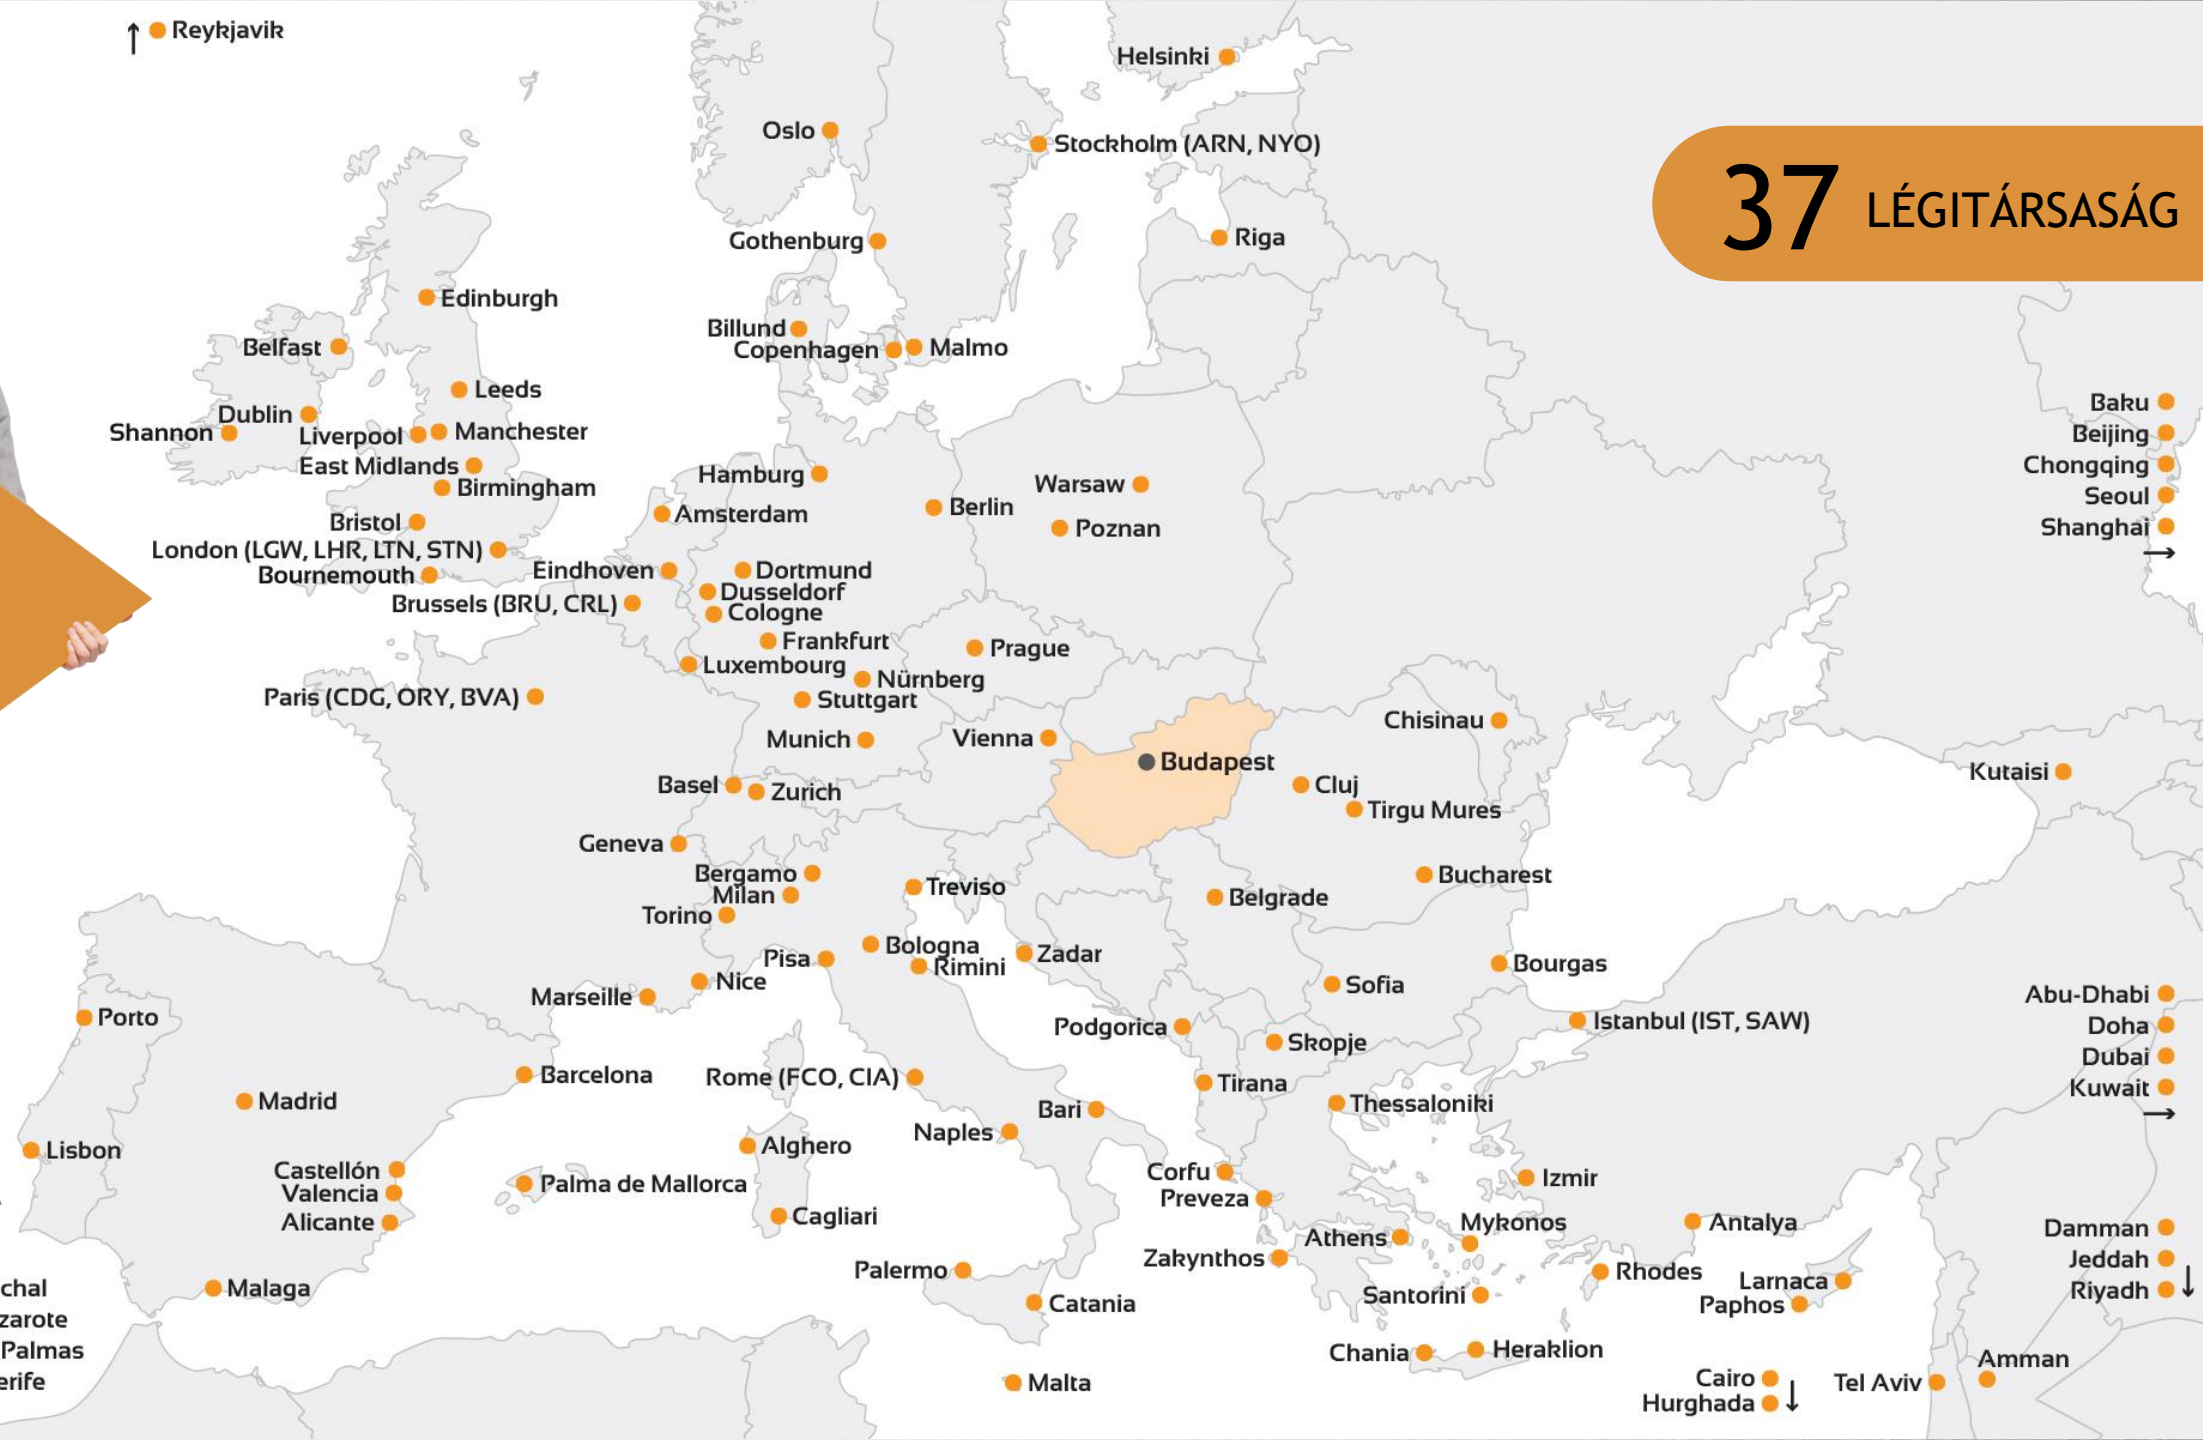 Reykjavik
Helsinki
Oslo
Stockholm (ARN, NYO)
37 LÉGITÁRSASÁG
Gothenburg
Riga
Edinburgh
Billund
Copenhagen
Malmo
Belfast
Leeds
Baku
Dublin
Shannon
Liverpool
Manchester
Beijing
East Midlands
Chongqing
Hamburg
Birmingham
Warsaw
Seoul
Berlin
Amsterdam
Bristol
Poznan
Shanghai
London (LGW, LHR, LTN, STN)
Bournemouth
Eindhoven
Dortmund
Dusseldorf
Brussels (BRU, CRL)
Cologne
Frankfurt
Prague
Luxembourg
Nürnberg
Paris (CDG, ORY, BVA)
Stuttgart
Chisinau
Munich
Vienna
Budapest
Kutaisi
Basel
Zurich
Cluj
Tirgu Mures
Geneva
Bergamo
Bucharest
Milan
Treviso
Belgrade
Torino
Bologna
Zadar
Pisa
Rimini
Bourgas
Nice
Sofia
Marseille
Abu-Dhabi
Porto
Podgorica
Istanbul (IST, SAW)
Doha
Skopje
Dubai
Barcelona
Rome (FCO, CIA)
Tirana
Kuwait
Madrid
Bari
Thessaloniki
Naples
Lisbon
Alghero
Castellón
Corfu
Izmir
Valencia
Palma de Mallorca
Preveza
Alicante
Cagliari
Mykonos
Antalya
Damman
Athens
Zakynthos
Jeddah
Palermo
Rhodes
Larnaca
chal
Malaga
Santorini
Riyadh
Catania
Paphos
zarote
Palmas
Chania
Heraklion
Amman
erife
Malta
Cairo
Tel Aviv
Hurghada